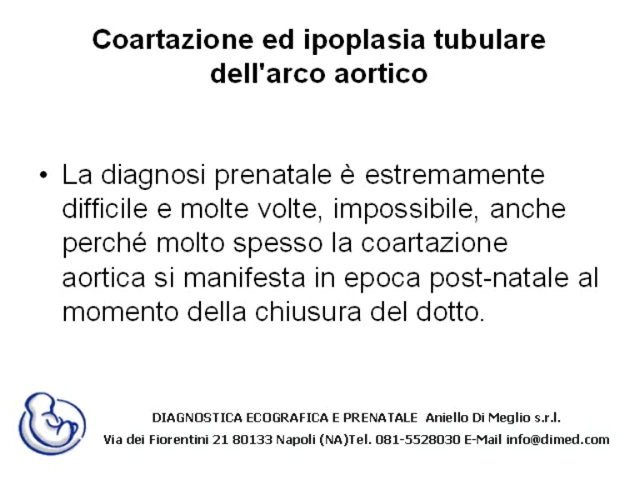 Coartazione ed ipoplasia tubulare
dell'arco aortico
• La diagnosi prenatale è estremamente
difficile e molte volte, impossibile, anche
perché molto spesso la coartazione
aortica si manifesta in epoca post-natale al
momento della chiusura del dotto.
DIAGNOSTICA ECOGRAFICA E PRENATALE Aniello Di Meglio s.r.l.
Via dei Fiorentini 21 80133 Napoli (NA)Tel. 081-5528030 E-Mail info@dimed.com